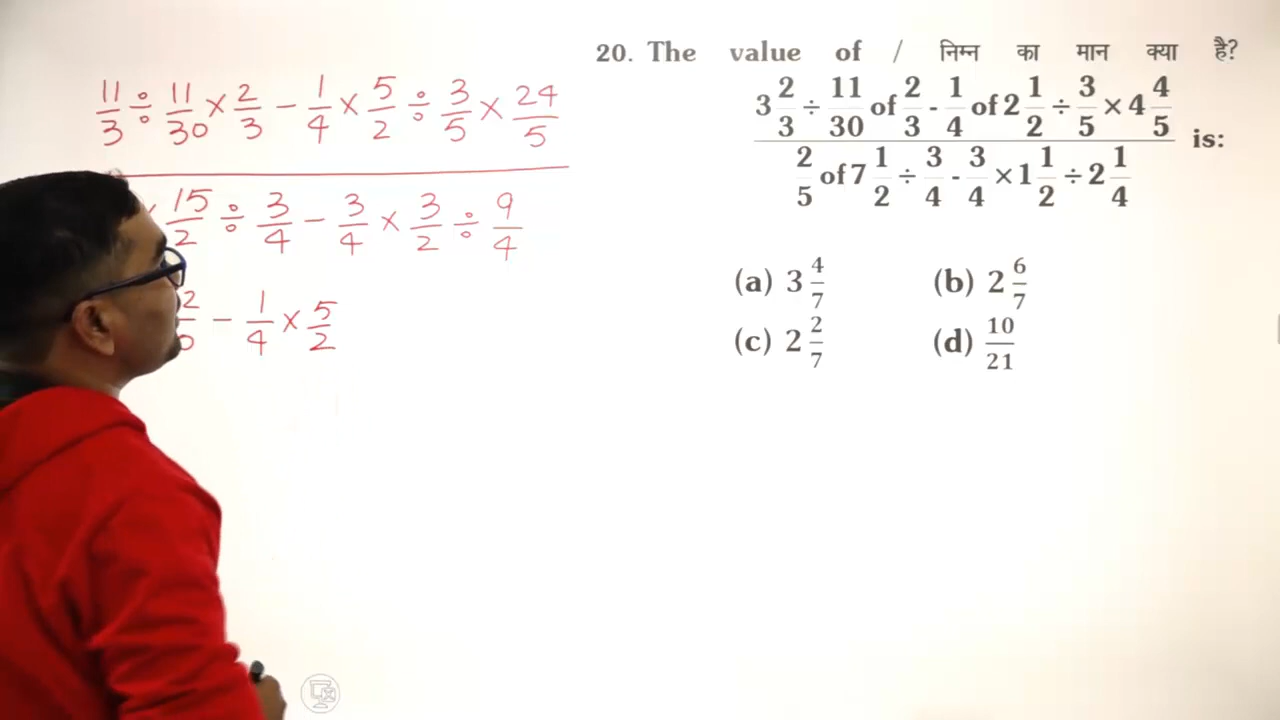 20. The value of / निम्न का मान क्या है?
3 2/3 ÷ 11/30 of 2/3 - 1/4 of 2 1/2 ÷ 3/5 × 4 4/5
2/5 of 7 1/2 ÷ 3/4 - 3/4 × 1 1/2 ÷ 2 1/4
is:
(a) 3 4/7 (b) 2 6/7
(c) 2 2/7 (d) 10/21
11/3 ÷ 11/30 × 2/3 - 1/4 × 5/2 ÷ 3/5 × 24/5
× 15/2 ÷ 3/4 - 3/4 × 3/2 ÷ 9/4
- 1/4 × 5/2